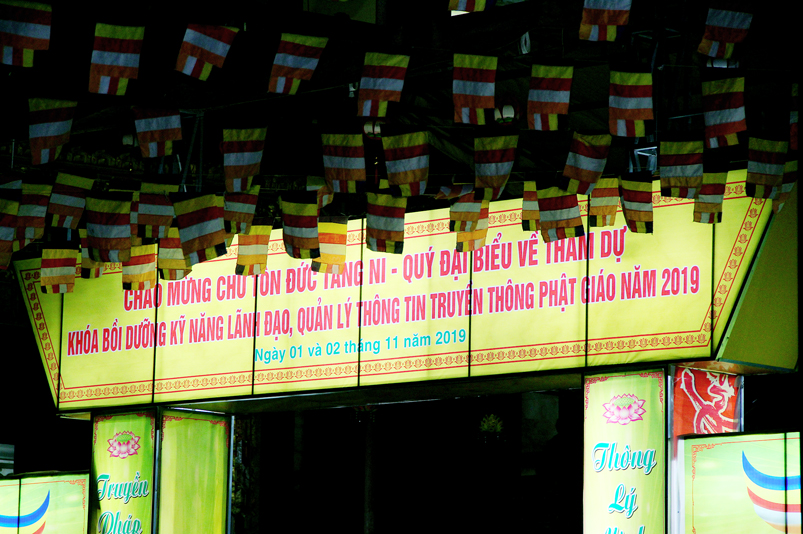 CHÀO MỪNG CHƯ TÔN ĐỨC TĂNG NI - QUÝ ĐẠI BIỂU VỀ THAM DỰ
KHÓA BỒI DƯỠNG KỸ NĂNG LÃNH ĐẠO, QUẢN LÝ THÔNG TIN TRUYỀN THÔNG PHẬT GIÁO NĂM 2019
Ngày 01 và 02 tháng 11 năm 2019
Truyền
Pháp
Thông
Lý